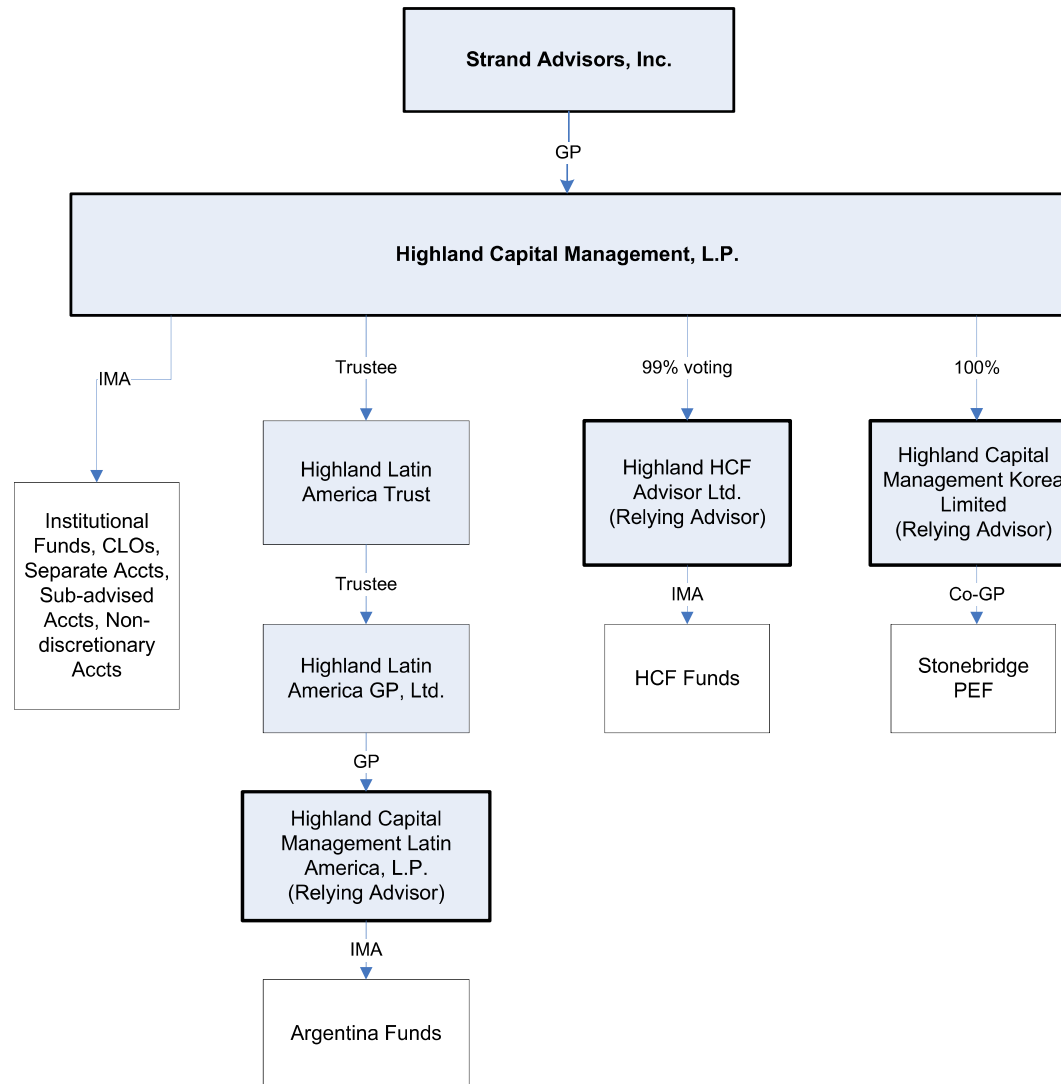 Strand Advisors, Inc.
GP
Highland Capital Management, L.P.
IMA
Trustee
99% voting
100%
Institutional
Funds, CLOs,
Separate Accts,
Sub-advised
Accts, Non-
discretionary
Accts
Highland Latin
America Trust
Highland HCF
Advisor Ltd.
(Relying Advisor)
Highland Capital
Management Korea
Limited
(Relying Advisor)
Trustee
IMA
Co-GP
Highland Latin
America GP, Ltd.
HCF Funds
Stonebridge
PEF
GP
Highland Capital
Management Latin
America, L.P.
(Relying Advisor)
IMA
Argentina Funds